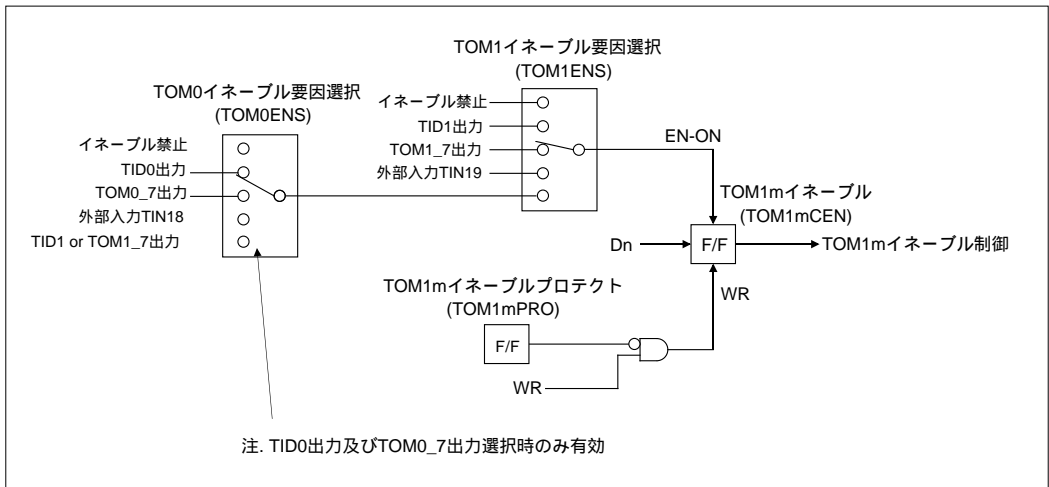 TOM1イネーブル要因選択
(TOM1ENS)
TOM0イネーブル要因選択
(TOM0ENS)
イネーブル禁止
TID1出力
TOM1_7出力
外部入力TIN19
イネーブル禁止
TID0出力
TOM0_7出力
外部入力TIN18
TID1 or TOM1_7出力
EN-ON
TOM1mイネーブル
(TOM1mCEN)
Dn
F/F
TOM1mイネーブル制御
WR
TOM1mイネーブルプロテクト
(TOM1mPRO)
F/F
WR
注. TID0出力及びTOM0_7出力選択時のみ有効